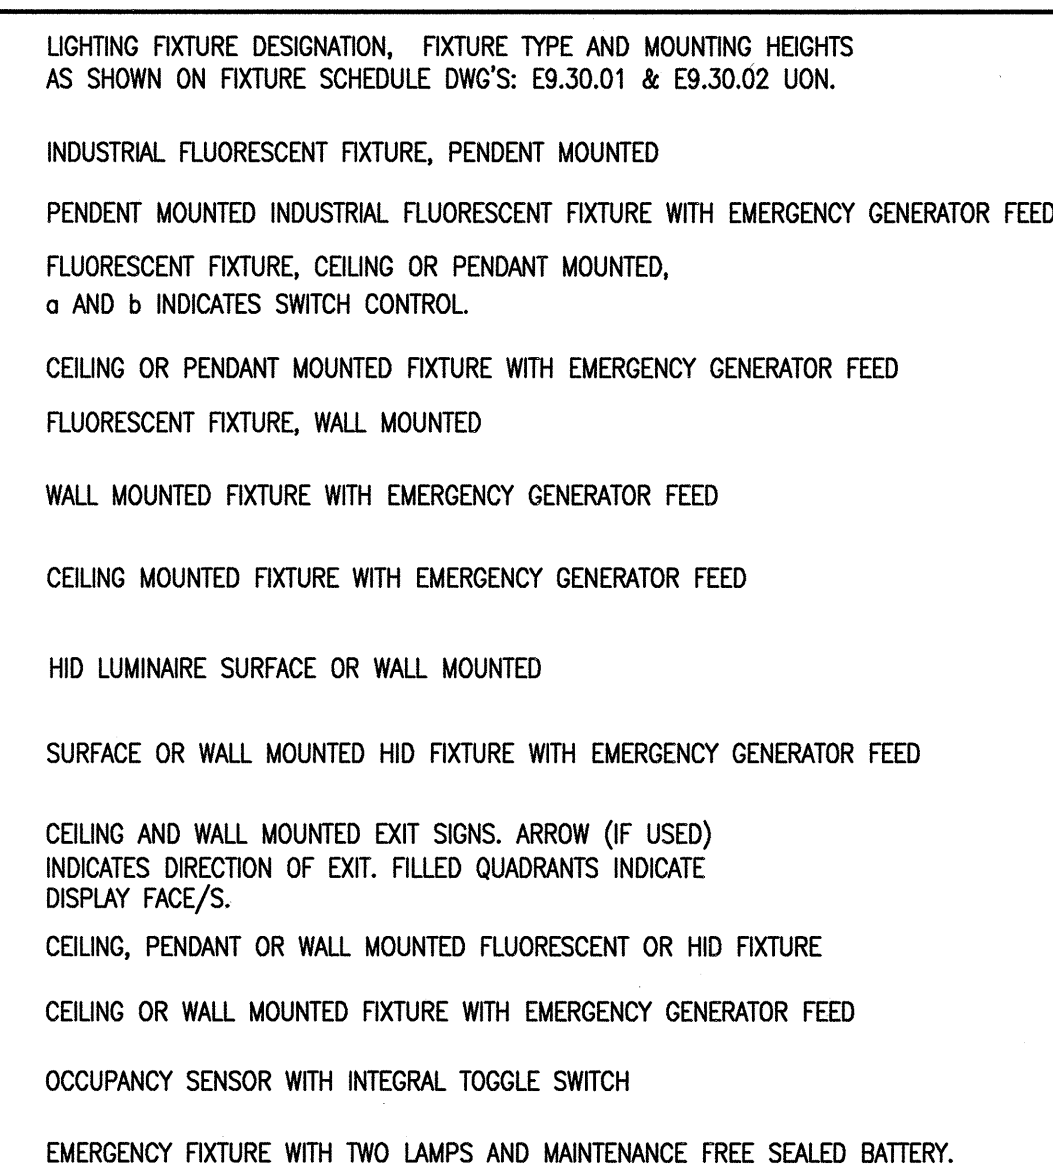 LIGHTING FIXTURE DESIGNATION, FIXTURE TYPE AND MOUNTING HEIGHTS
AS SHOWN ON FIXTURE SCHEDULE DWG'S: E9.30.01 & E9.30.02 UON.
INDUSTRIAL FLUORESCENT FIXTURE, PENDENT MOUNTED
PENDENT MOUNTED INDUSTRIAL FLUORESCENT FIXTURE WITH EMERGENCY GENERATOR FEED
FLUORESCENT FIXTURE, CEILING OR PENDANT MOUNTED,
a AND b INDICATES SWITCH CONTROL.
CEILING OR PENDANT MOUNTED FIXTURE WITH EMERGENCY GENERATOR FEED
FLUORESCENT FIXTURE, WALL MOUNTED
WALL MOUNTED FIXTURE WITH EMERGENCY GENERATOR FEED
CEILING MOUNTED FIXTURE WITH EMERGENCY GENERATOR FEED
HID LUMINAIRE SURFACE OR WALL MOUNTED
SURFACE OR WALL MOUNTED HID FIXTURE WITH EMERGENCY GENERATOR FEED
CEILING AND WALL MOUNTED EXIT SIGNS. ARROW (IF USED)
INDICATES DIRECTION OF EXIT. FILLED QUADRANTS INDICATE
DISPLAY FACE/S.
CEILING, PENDANT OR WALL MOUNTED FLUORESCENT OR HID FIXTURE
CEILING OR WALL MOUNTED FIXTURE WITH EMERGENCY GENERATOR FEED
OCCUPANCY SENSOR WITH INTEGRAL TOGGLE SWITCH
EMERGENCY FIXTURE WITH TWO LAMPS AND MAINTENANCE FREE SEALED BATTERY.